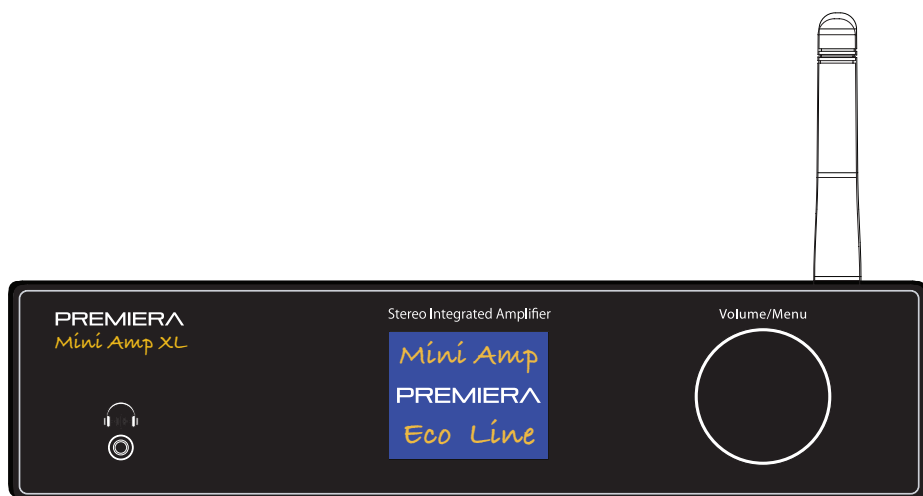 PREMIERA
Mini Amp XL
Stereo Integrated Amplifier
Mini Amp
PREMIERA
Eco Line
Volume/Menu